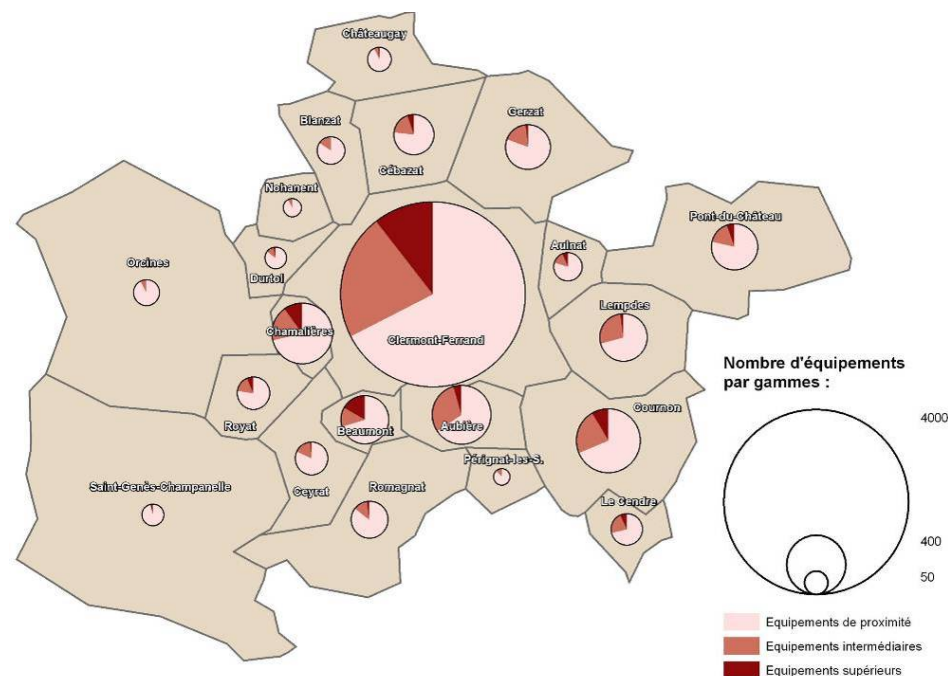 Châteaugay
Blanzat
Gerzat
Cébazat
Nohanent
Pont-du-Château
Aulnat
Orcines
Durtol
Lempdes
Chamalières
Clermont-Ferrand
Nombre d'équipements
par gammes :
Cournon
4000
Royat
Beaumont
Aubière
Pérignat-les-S.
Saint-Genès-Champanelle
Ceyrat
Romagnat
Le Cendre
400
50
Equipements de proximité
Equipements intermédiaires
Equipements supérieurs